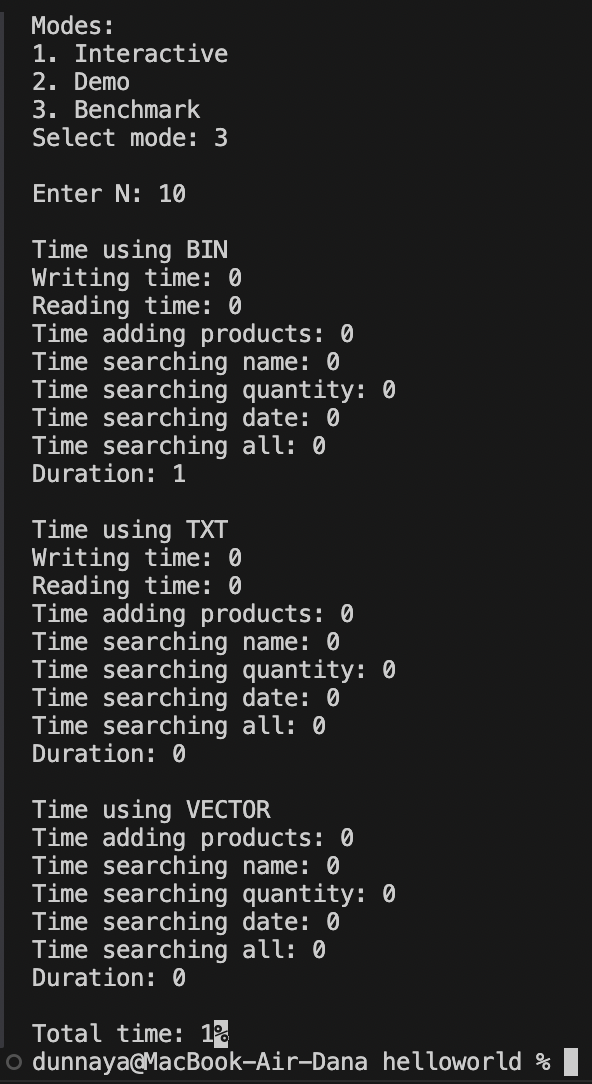 Modes:
1. Interactive
2. Demo
3. Benchmark
Select mode: 3
Enter N: 10
Time using BIN
Writing time: 0
Reading time: 0
Time adding products: 0
Time searching name: 0
Time searching quantity: 0
Time searching date: 0
Time searching all: 0
Duration: 1
Time using TXT
Writing time: 0
Reading time: 0
Time adding products: 0
Time searching name: 0
Time searching quantity: 0
Time searching date: 0
Time searching all: 0
Duration: 0
Time using VECTOR
Time adding products: 0
Time searching name: 0
Time searching quantity: 0
Time searching date: 0
Time searching all: 0
Duration: 0
Total time: 1%
dunnaya@MacBook-Air-Dana helloworld %